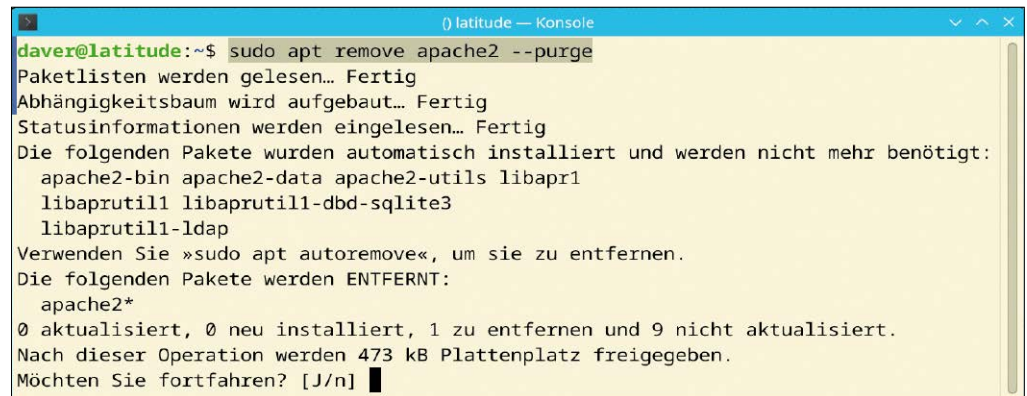 () latitude — Konsole
daver@latitude:~$ sudo apt remove apache2 --purge
Paketlisten werden gelesen… Fertig
Abhängigkeitsbaum wird aufgebaut… Fertig
Statusinformationen werden eingelesen… Fertig
Die folgenden Pakete wurden automatisch installiert und werden nicht mehr benötigt:
  apache2-bin apache2-data apache2-utils libapr1
  libaprutil1 libaprutil1-dbd-sqlite3
  libaprutil1-ldap
Verwenden Sie »sudo apt autoremove«, um sie zu entfernen.
Die folgenden Pakete werden ENTFERNT:
  apache2*
0 aktualisiert, 0 neu installiert, 1 zu entfernen und 9 nicht aktualisiert.
Nach dieser Operation werden 473 kB Plattenplatz freigegeben.
Möchten Sie fortfahren? [J/n]